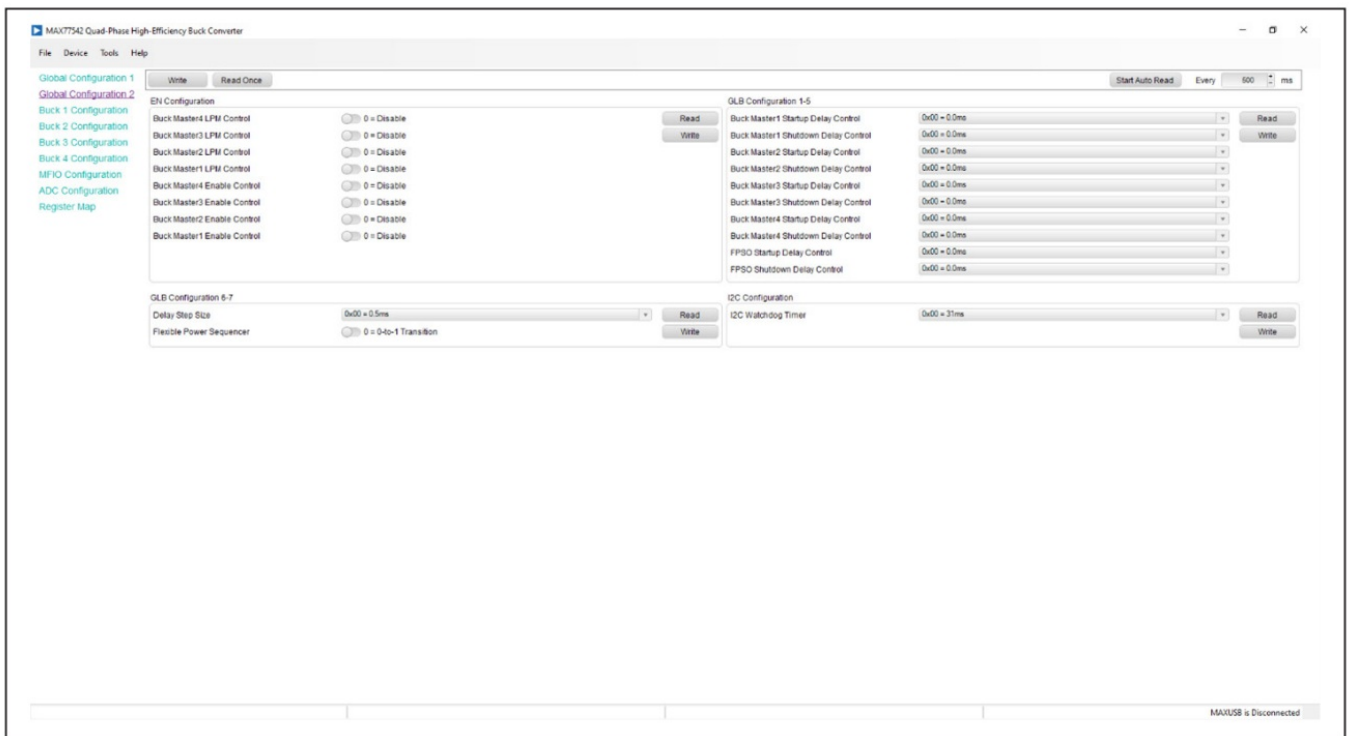 MAX77542 Quad-Phase High-Efficiency Buck Converter
File Device Tools Help
Global Configuration 1
Global Configuration 2
Buck 1 Configuration
Buck 2 Configuration
Buck 3 Configuration
Buck 4 Configuration
MFIO Configuration
ADC Configuration
Register Map
Write Read Once Start Auto Read Every 500 ms
EN Configuration
Buck Master4 LPM Control 0 = Disable Read
Buck Master3 LPM Control 0 = Disable Write
Buck Master2 LPM Control 0 = Disable
Buck Master1 LPM Control 0 = Disable
Buck Master4 Enable Control 0 = Disable
Buck Master3 Enable Control 0 = Disable
Buck Master2 Enable Control 0 = Disable
Buck Master1 Enable Control 0 = Disable
GLB Configuration 1-5
Buck Master1 Startup Delay Control 0x00 = 0.0ms Read
Buck Master1 Shutdown Delay Control 0x00 = 0.0ms Write
Buck Master2 Startup Delay Control 0x00 = 0.0ms
Buck Master2 Shutdown Delay Control 0x00 = 0.0ms
Buck Master3 Startup Delay Control 0x00 = 0.0ms
Buck Master3 Shutdown Delay Control 0x00 = 0.0ms
Buck Master4 Startup Delay Control 0x00 = 0.0ms
Buck Master4 Shutdown Delay Control 0x00 = 0.0ms
FPSO Startup Delay Control 0x00 = 0.0ms
FPSO Shutdown Delay Control 0x00 = 0.0ms
GLB Configuration 6-7
Delay Step Size 0x00 = 0.5ms Read
Flexible Power Sequencer 0 = 0-to-1 Transition Write
I2C Configuration
I2C Watchdog Timer 0x00 = 31ms Read
Write
MAXUSB is Disconnected